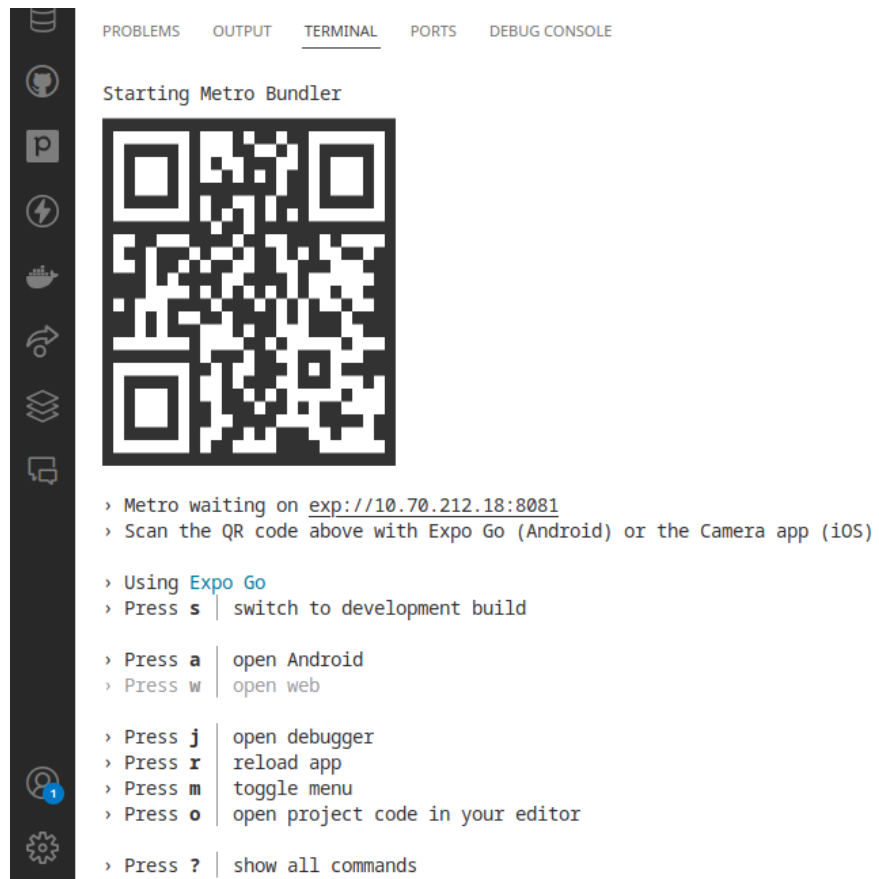 PROBLEMS OUTPUT TERMINAL PORTS DEBUG CONSOLE
Starting Metro Bundler
› Metro waiting on exp://10.70.212.18:8081
› Scan the QR code above with Expo Go (Android) or the Camera app (iOS)
› Using Expo Go
› Press s │ switch to development build
› Press a │ open Android
› Press w │ open web
› Press j │ open debugger
› Press r │ reload app
› Press m │ toggle menu
› Press o │ open project code in your editor
› Press ? │ show all commands
p
1